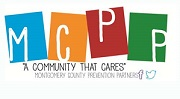 MCPP
"A COMMUNITY THAT CARES"
MONTGOMERY COUNTY PREVENTION PARTNERS